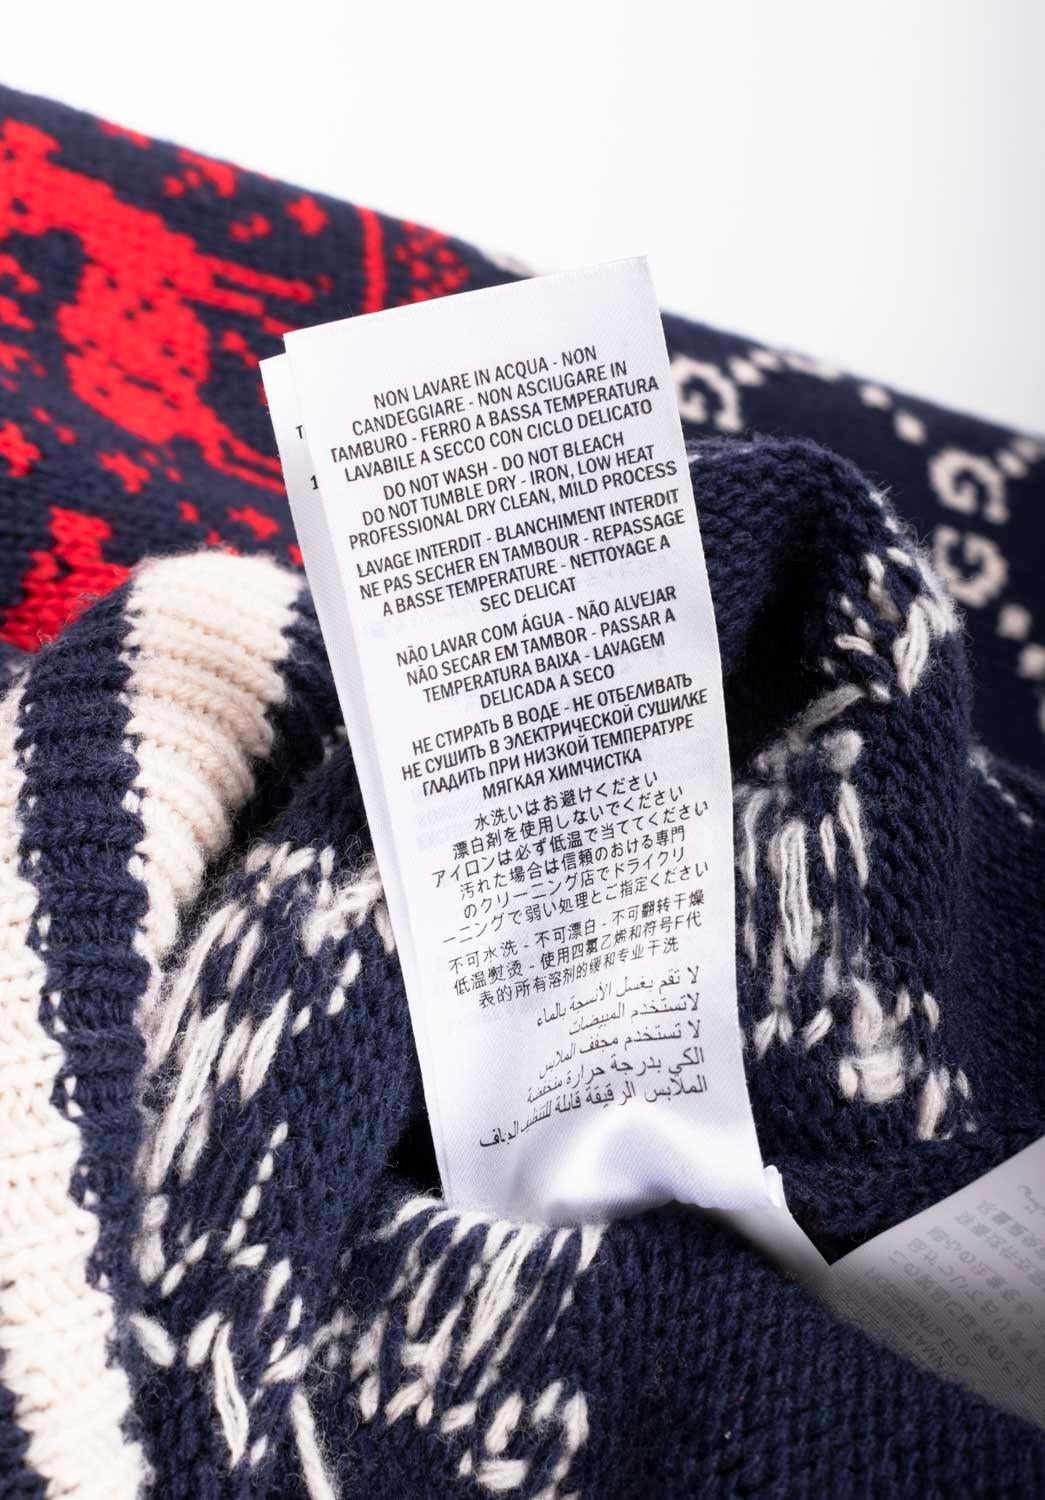 NON LAVARE IN ACQUA - NON
CANDEGGIARE - NON ASCIUGARE IN
TAMBURO - FERRO A BASSA TEMPERATURA
LAVABILE A SECCO CON CICLO DELICATO
DO NOT WASH - DO NOT BLEACH
DO NOT TUMBLE DRY - IRON, LOW HEAT
PROFESSIONAL DRY CLEAN, MILD PROCESS
LAVAGE INTERDIT - BLANCHIMENT INTERDIT
NE PAS SECHER EN TAMBOUR - REPASSAGE
A BASSE TEMPERATURE - NETTOYAGE A
SEC DELICAT
NÃO LAVAR COM ÁGUA - NÃO ALVEJAR
NÃO SECAR EM TAMBOR - PASSAR A
TEMPERATURA BAIXA - LAVAGEM
DELICADA A SECO
НЕ СТИРАТЬ В ВОДЕ - НЕ ОТБЕЛИВАТЬ
НЕ СУШИТЬ В ЭЛЕКТРИЧЕСКОЙ СУШИЛКЕ
ГЛАДИТЬ ПРИ НИЗКОЙ ТЕМПЕРАТУРЕ
МЯГКАЯ ХИМЧИСТКА
水洗いはお避けください
漂白剤を使用しないでください
アイロンは必ず低温で当ててください
汚れた場合は信頼のおける専門
のクリーニング店でドライクリ
ーニングで弱い処理とご指定ください
不可水洗 - 不可漂白 - 不可翻转干燥
低温熨烫 - 使用四氯乙烯和符号F代
表的所有溶剂的缓和专业干洗
لا تقم بغسل الأنسجة بالماء
لاتستخدم المبيضات
لا تستخدم مجفف الملابس
الكي بدرجة حرارة منخفضة
الملابس الرقيقة قابلة للتنظيف الجاف
T
1
G
G
G